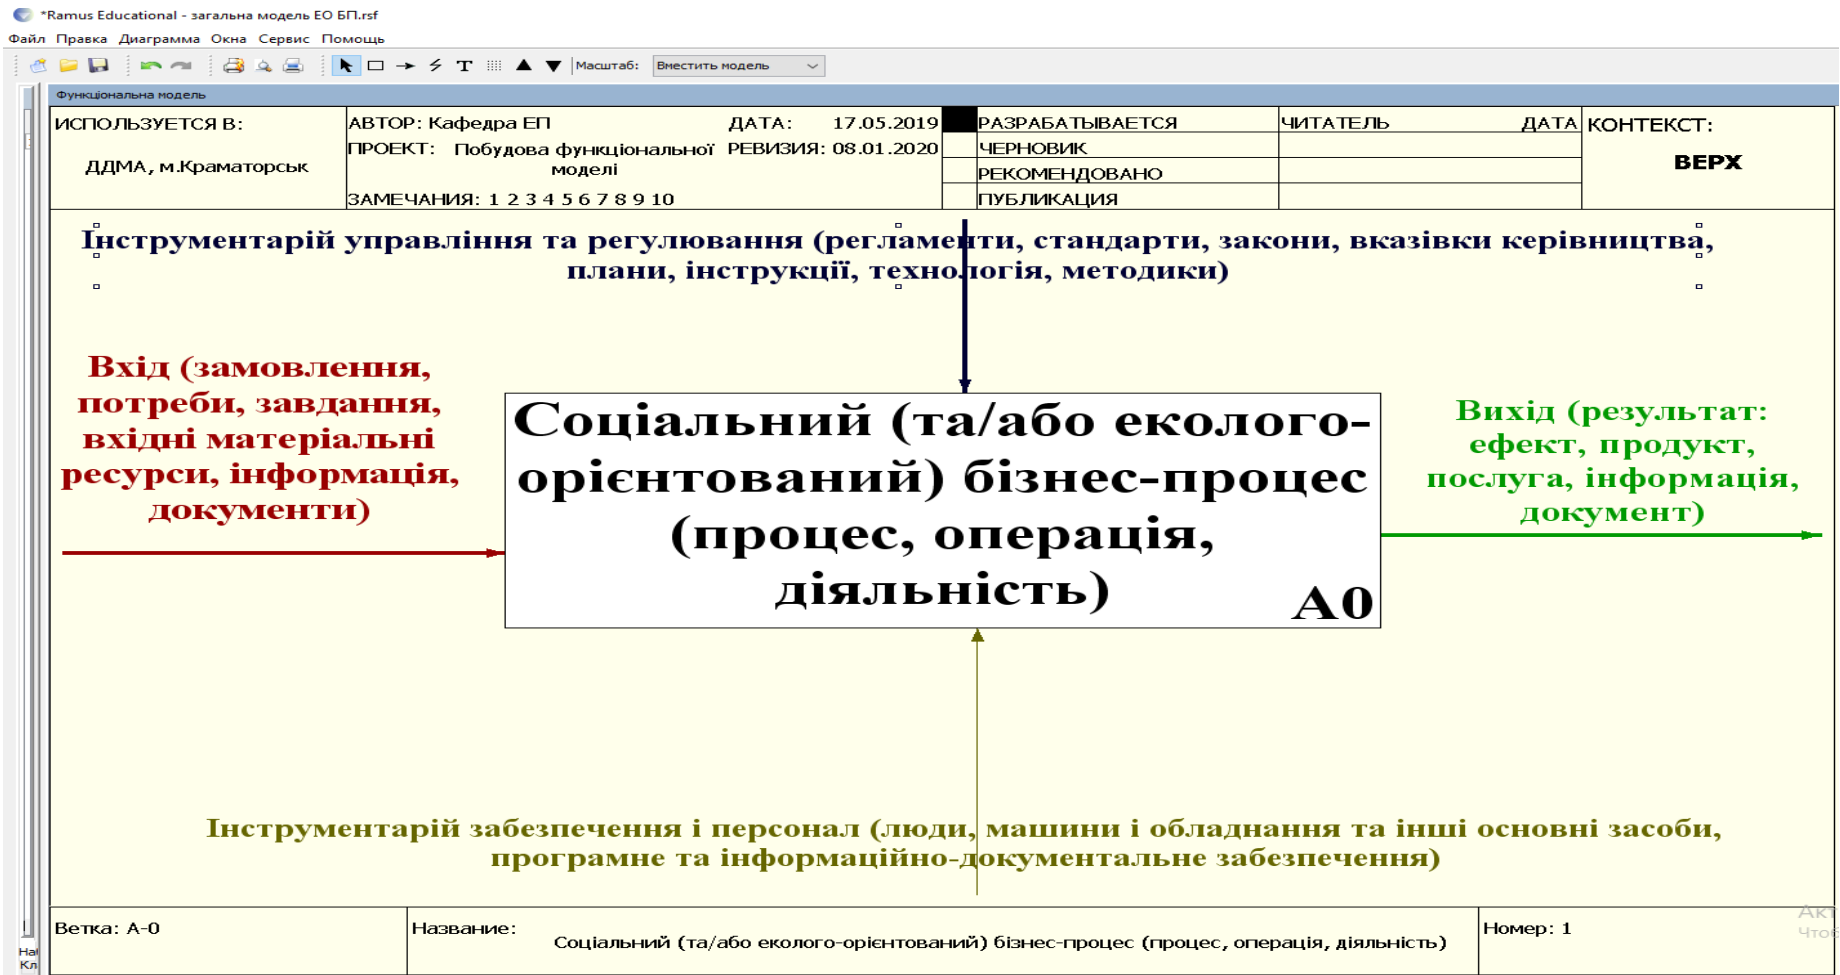 *Ramus Educational - загальна модель ЕО БП.rsf
Файл Правка Диаграмма Окна Сервис Помощь
Масштаб: Вместить модель
Функціональна модель
ИСПОЛЬЗУЕТСЯ В:
ДДМА, м.Краматорськ
АВТОР: Кафедра ЕП
ДАТА: 17.05.2019
ПРОЕКТ: Побудова функціональної
моделі
РЕВИЗИЯ: 08.01.2020
ЗАМЕЧАНИЯ: 1 2 3 4 5 6 7 8 9 10
РАЗРАБАТЫВАЕТСЯ
ЧЕРНОВИК
РЕКОМЕНДОВАНО
ПУБЛИКАЦИЯ
ЧИТАТЕЛЬ ДАТА
КОНТЕКСТ:
ВЕРХ
Інструментарій управління та регулювання (регламенти, стандарти, закони, вказівки керівництва,
плани, інструкції, технологія, методики)
Вхід (замовлення,
потреби, завдання,
вхідні матеріальні
ресурси, інформація,
документи)
Соціальний (та/або еколого-
орієнтований) бізнес-процес
(процес, операція,
діяльність)
A0
Вихід (результат:
ефект, продукт,
послуга, інформація,
документ)
Інструментарій забезпечення і персонал (люди, машини і обладнання та інші основні засоби,
програмне та інформаційно-документальне забезпечення)
Ветка: A-0
Название:
Соціальний (та/або еколого-орієнтований) бізнес-процес (процес, операція, діяльність)
Номер: 1